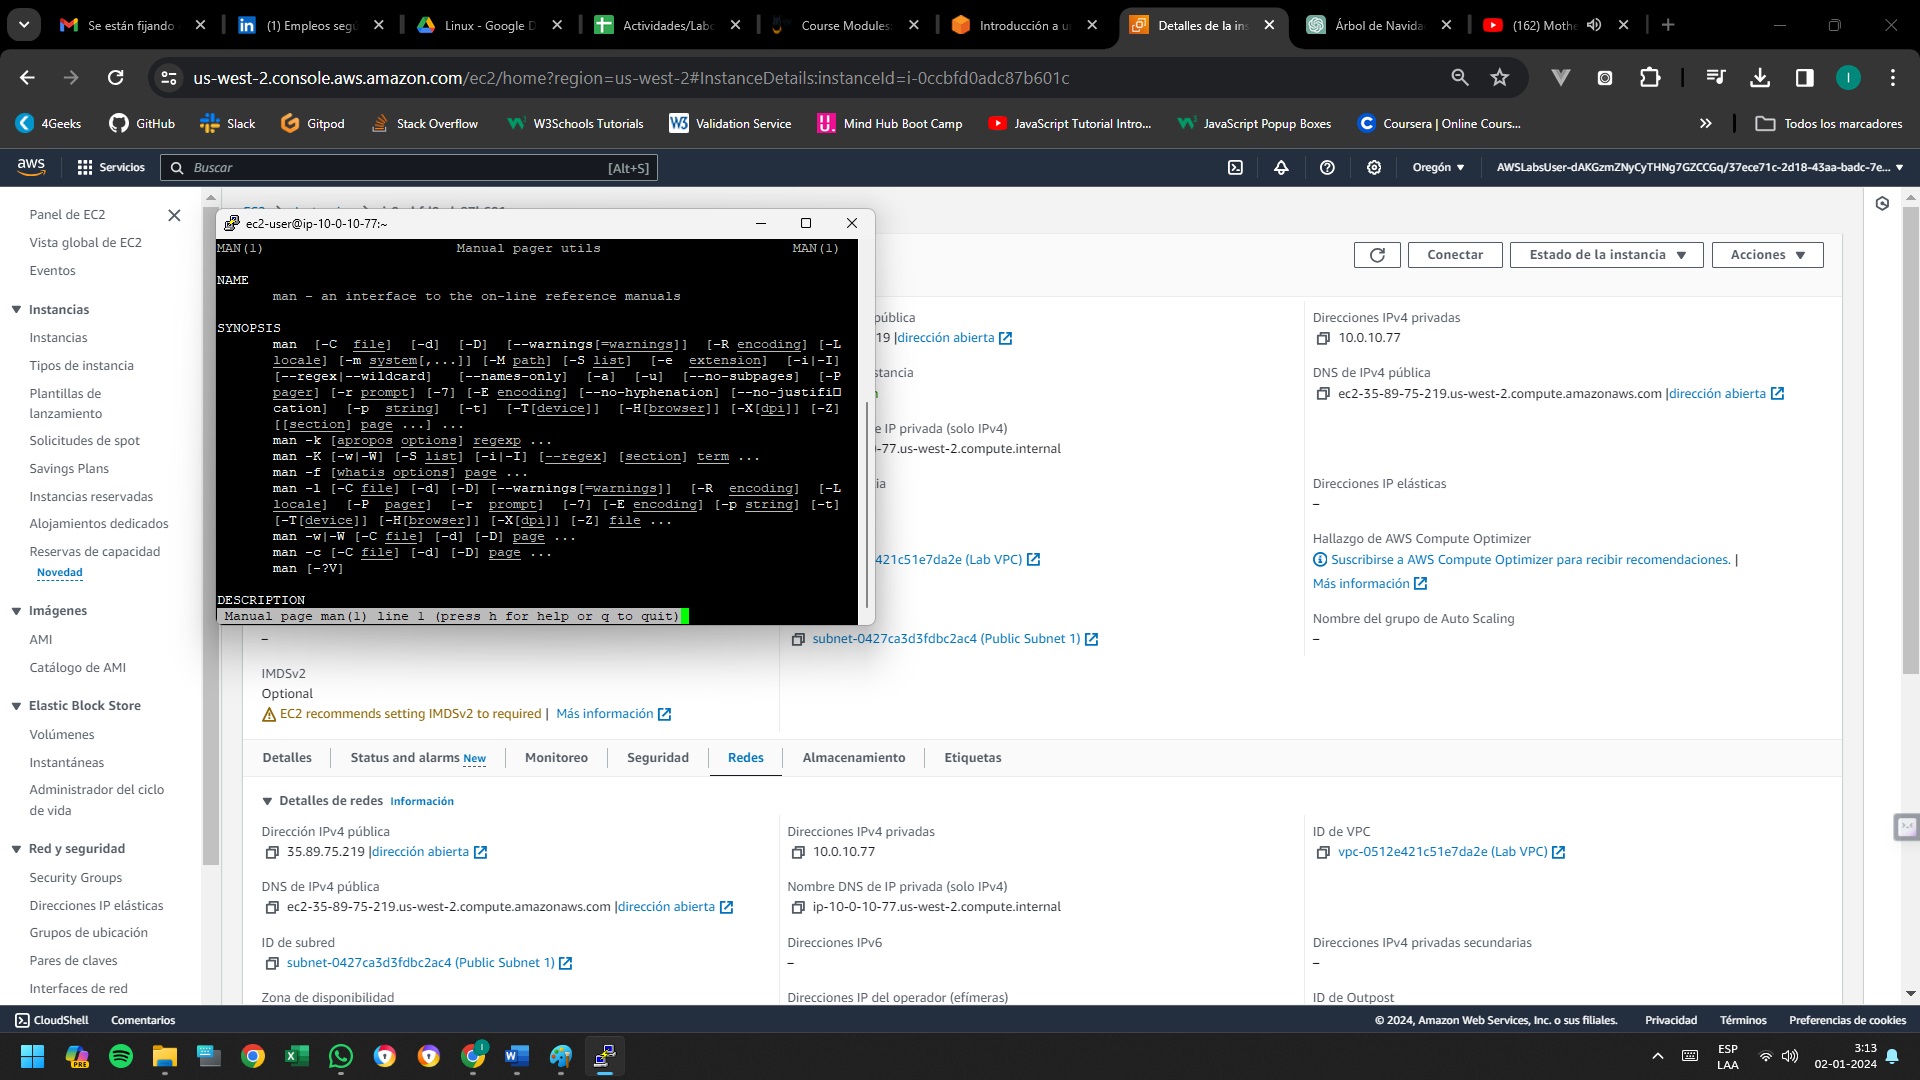 Se están fijando
(1) Empleos segú
Linux - Google D
Actividades/Labo
Course Modules:
Introducción a u
Detalles de la ins
Árbol de Navida
(162) Mothe
us-west-2.console.aws.amazon.com/ec2/home?region=us-west-2#InstanceDetails:instanceId=i-0ccbfd0adc87b601c
I
4Geeks
GitHub
Slack
Gitpod
Stack Overflow
W3Schools Tutorials
Validation Service
Mind Hub Boot Camp
JavaScript Tutorial Intro...
JavaScript Popup Boxes
Coursera | Online Cours...
Todos los marcadores
aws
Servicios
Buscar
[Alt+S]
Oregón
AWSLabsUser-dAKGzmZNyCyTHNg7GZCCGq/37ece71c-2d18-43aa-badc-7e...
Panel de EC2
Vista global de EC2
Eventos
Instancias
Instancias
Tipos de instancia
Plantillas de
lanzamiento
Solicitudes de spot
Savings Plans
Instancias reservadas
Alojamientos dedicados
Reservas de capacidad
Novedad
Imágenes
AMI
Catálogo de AMI
Elastic Block Store
Volúmenes
Instantáneas
Administrador del ciclo
de vida
Red y seguridad
Security Groups
Direcciones IP elásticas
Grupos de ubicación
Pares de claves
Interfaces de red
ec2-user@ip-10-0-10-77:~
MAN(1) Manual pager utils MAN(1)
NAME
man - an interface to the on-line reference manuals
SYNOPSIS
man [-C file] [-d] [-D] [--warnings[=warnings]] [-R encoding] [-L
locale] [-m system[,...]] [-M path] [-S list] [-e extension] [-i|-I]
[--regex|--wildcard] [--names-only] [-a] [-u] [--no-subpages] [-P
pager] [-r prompt] [-7] [-E encoding] [--no-hyphenation] [--no-justifi□
cation] [-p string] [-t] [-T[device]] [-H[browser]] [-X[dpi]] [-Z]
[[section] page ...] ...
man -k [apropos options] regexp ...
man -K [-w|-W] [-S list] [-i|-I] [--regex] [section] term ...
man -f [whatis options] page ...
man -l [-C file] [-d] [-D] [--warnings[=warnings]] [-R encoding] [-L
locale] [-P pager] [-r prompt] [-7] [-E encoding] [-p string] [-t]
[-T[device]] [-H[browser]] [-X[dpi]] [-Z] file ...
man -w|-W [-C file] [-d] [-D] page ...
man -c [-C file] [-d] [-D] page ...
man [-?V]
DESCRIPTION
Manual page man(1) line 1 (press h for help or q to quit)
Conectar
Estado de la instancia
Acciones
ública
19 |dirección abierta
stancia
IP privada (solo IPv4)
-77.us-west-2.compute.internal
ia
421c51e7da2e (Lab VPC)
subnet-0427ca3d3fdbc2ac4 (Public Subnet 1)
Direcciones IPv4 privadas
10.0.10.77
DNS de IPv4 pública
ec2-35-89-75-219.us-west-2.compute.amazonaws.com |dirección abierta
Direcciones IP elásticas
–
Hallazgo de AWS Compute Optimizer
Suscribirse a AWS Compute Optimizer para recibir recomendaciones. |
Más información
Nombre del grupo de Auto Scaling
–
–
IMDSv2
Optional
EC2 recommends setting IMDSv2 to required | Más información
Detalles
Status and alarms New
Monitoreo
Seguridad
Redes
Almacenamiento
Etiquetas
Detalles de redes Información
Dirección IPv4 pública
35.89.75.219 |dirección abierta
DNS de IPv4 pública
ec2-35-89-75-219.us-west-2.compute.amazonaws.com |dirección abierta
ID de subred
subnet-0427ca3d3fdbc2ac4 (Public Subnet 1)
Zona de disponibilidad
Direcciones IPv4 privadas
10.0.10.77
Nombre DNS de IP privada (solo IPv4)
ip-10-0-10-77.us-west-2.compute.internal
Direcciones IPv6
–
Direcciones IP del operador (efímeras)
ID de VPC
vpc-0512e421c51e7da2e (Lab VPC)
Direcciones IPv4 privadas secundarias
–
ID de Outpost
CloudShell
Comentarios
© 2024, Amazon Web Services, Inc. o sus filiales.
Privacidad
Términos
Preferencias de cookies
ESP
LAA
3:13
02-01-2024